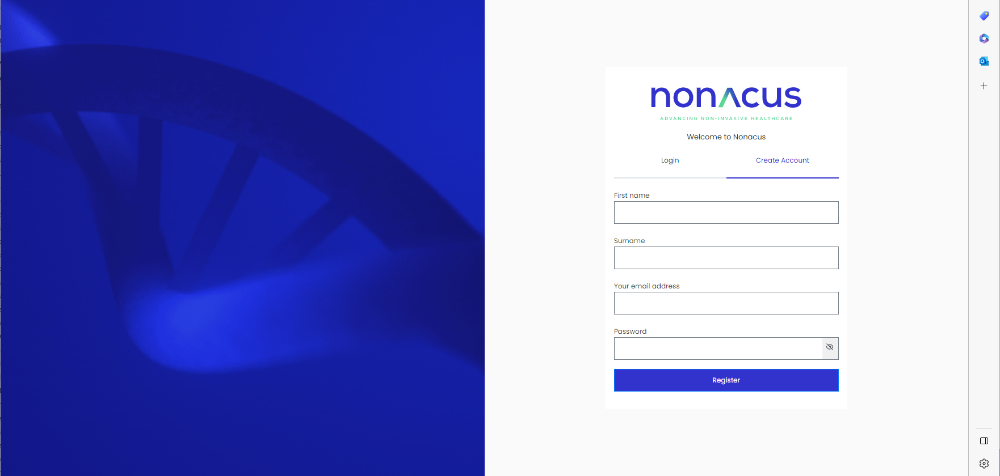 nonacus
ADVANCING NON-INVASIVE HEALTHCARE
Welcome to Nonacus
Login
Create Account
First name
Surname
Your email address
Password
Register